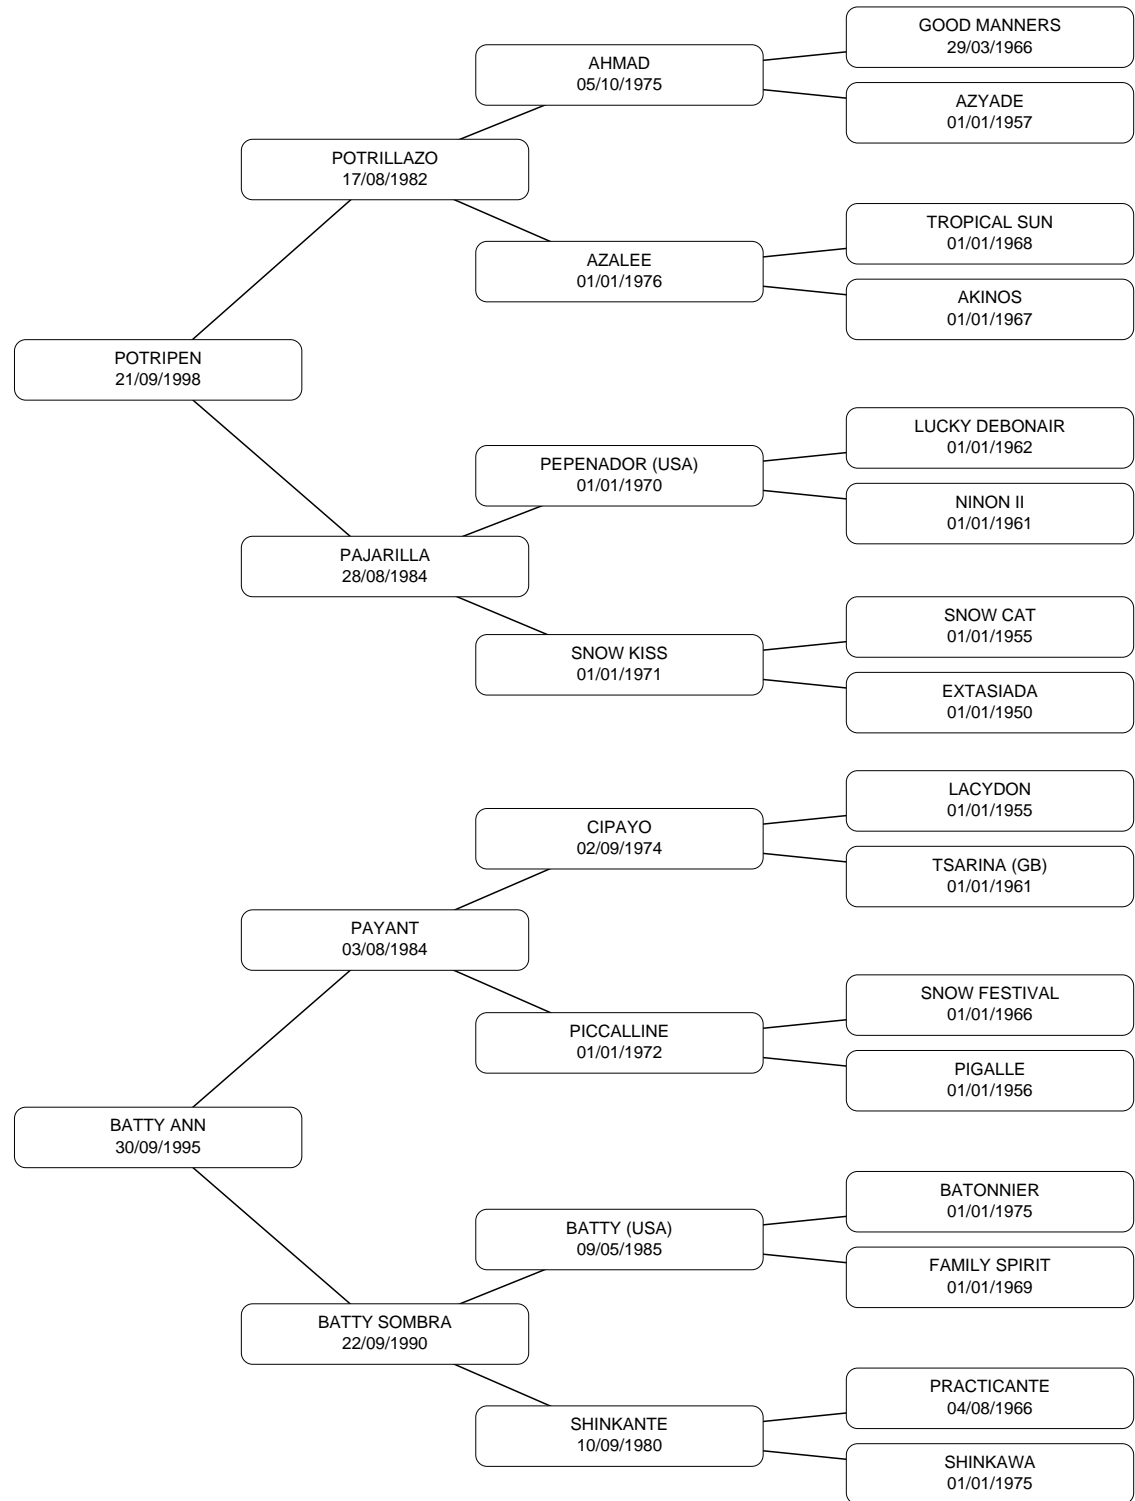 GOOD MANNERS
29/03/1966
AHMAD
05/10/1975
AZYADE
01/01/1957
POTRILLAZO
17/08/1982
TROPICAL SUN
01/01/1968
AZALEE
01/01/1976
AKINOS
01/01/1967
POTRIPEN
21/09/1998
LUCKY DEBONAIR
01/01/1962
PEPENADOR (USA)
01/01/1970
NINON II
01/01/1961
PAJARILLA
28/08/1984
SNOW CAT
01/01/1955
SNOW KISS
01/01/1971
EXTASIADA
01/01/1950
LACYDON
01/01/1955
CIPAYO
02/09/1974
TSARINA (GB)
01/01/1961
PAYANT
03/08/1984
SNOW FESTIVAL
01/01/1966
PICCALLINE
01/01/1972
PIGALLE
01/01/1956
BATTY ANN
30/09/1995
BATONNIER
01/01/1975
BATTY (USA)
09/05/1985
FAMILY SPIRIT
01/01/1969
BATTY SOMBRA
22/09/1990
PRACTICANTE
04/08/1966
SHINKANTE
10/09/1980
SHINKAWA
01/01/1975